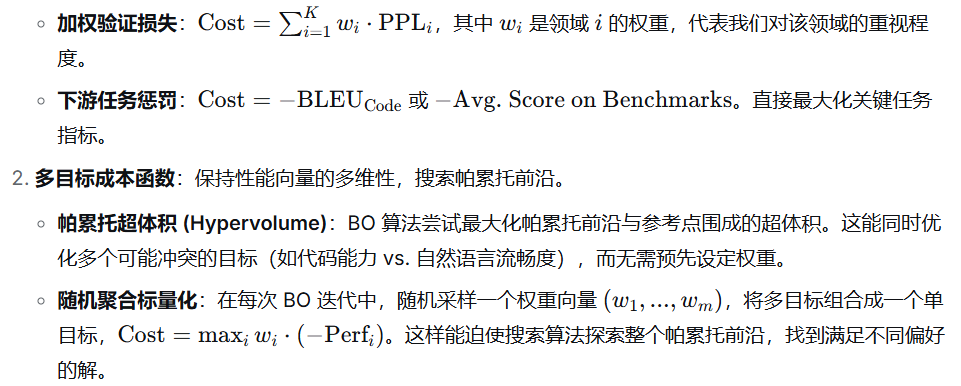 加权验证损失：Cost = ∑_{i=1}^{K} w_i · PPL_i，其中 w_i 是领域 i 的权重，代表我们对该领域的重视程
度。
下游任务惩罚：Cost = −BLEU_Code 或 −Avg. Score on Benchmarks。直接最大化关键任务
指标。
2. 多目标成本函数：保持性能向量的多维性，搜索帕累托前沿。
帕累托超体积 (Hypervolume)：BO 算法尝试最大化帕累托前沿与参考点围成的超体积。这能同时优
化多个可能冲突的目标（如代码能力 vs. 自然语言流畅度），而无需预先设定权重。
随机聚合标量化：在每次 BO 迭代中，随机采样一个权重向量 (w_1, ..., w_m)，将多目标组合成一个单
目标，Cost = max_i w_i · (−Perf_i)。这样能迫使搜索算法探索整个帕累托前沿，找到满足不同偏好
的解。